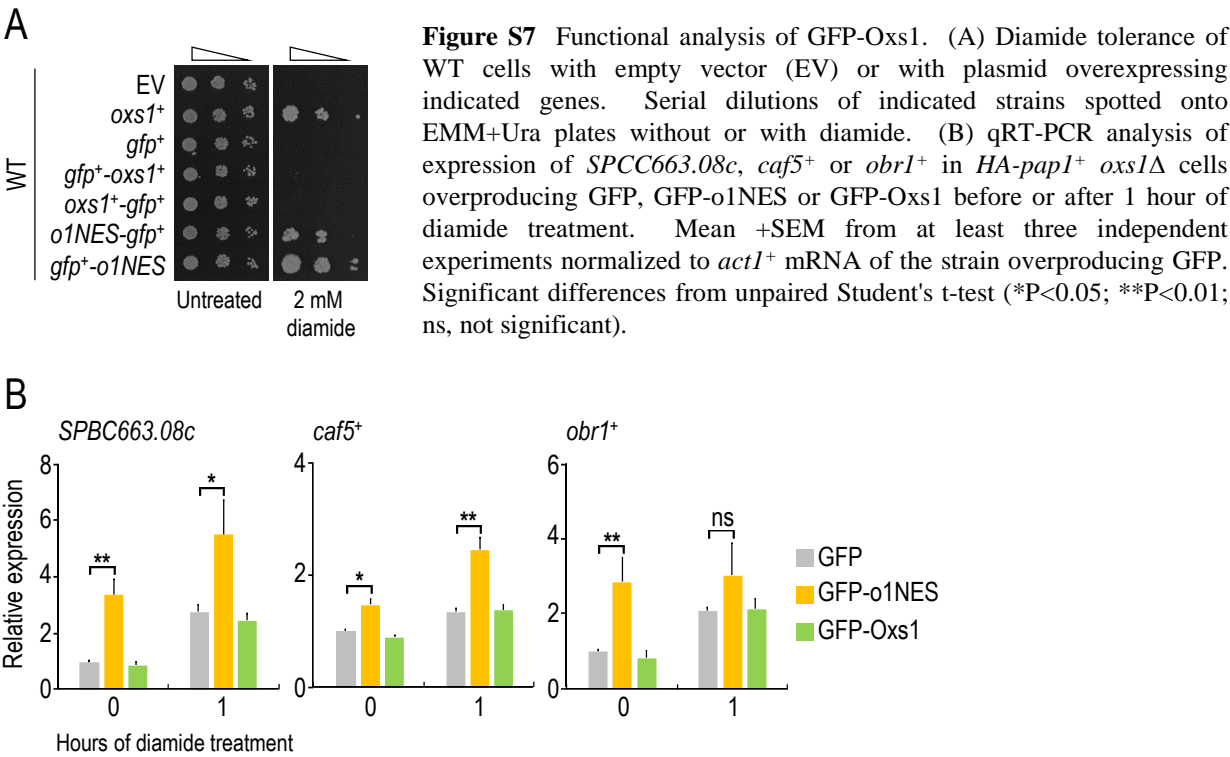 A
WT
EV
oxs1+
gfp+
gfp+-oxs1+
oxs1+-gfp+
o1NES-gfp+
gfp+-o1NES
Untreated
2 mM
diamide
Figure S7 Functional analysis of GFP-Oxs1. (A) Diamide tolerance of
WT cells with empty vector (EV) or with plasmid overexpressing
indicated genes. Serial dilutions of indicated strains spotted onto
EMM+Ura plates without or with diamide. (B) qRT-PCR analysis of
expression of SPCC663.08c, caf5+ or obr1+ in HA-pap1+ oxs1Δ cells
overproducing GFP, GFP-o1NES or GFP-Oxs1 before or after 1 hour of
diamide treatment. Mean +SEM from at least three independent
experiments normalized to act1+ mRNA of the strain overproducing GFP.
Significant differences from unpaired Student's t-test (*P<0.05; **P<0.01;
ns, not significant).
B
Relative expression
SPBC663.08c
8
6
4
2
0
**
*
0
1
Hours of diamide treatment
caf5+
4
2
0
*
**
0
1
obr1+
6
4
2
0
**
ns
0
1
GFP
GFP-o1NES
GFP-Oxs1